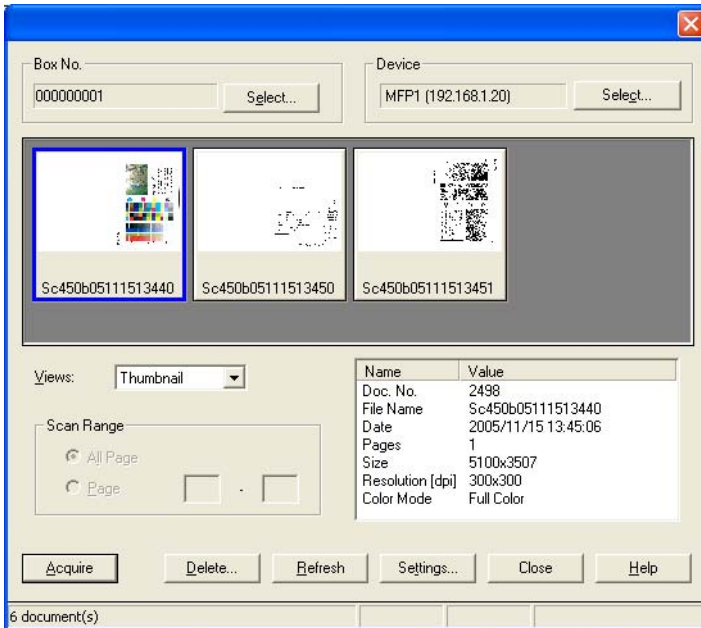 Box No.
000000001
Select...
Device
MFP1 (192.168.1.20)
Select...
Sc450b05111513440
Sc450b05111513450
Sc450b05111513451
Views:
Thumbnail
Scan Range
All Page
Page
-
Name Value
Doc. No. 2498
File Name Sc450b05111513440
Date 2005/11/15 13:45:06
Pages 1
Size 5100x3507
Resolution [dpi] 300x300
Color Mode Full Color
Acquire
Delete...
Refresh
Settings...
Close
Help
6 document(s)